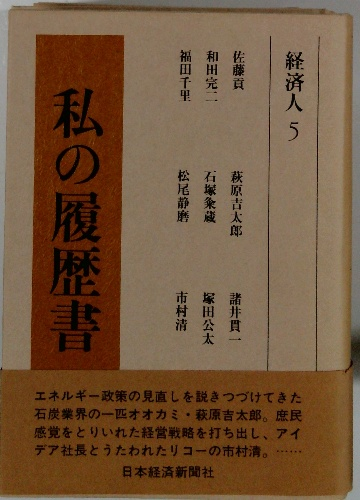 経済人 5
佐藤貢 萩原吉太郎 諸井貫一
和田完二 石塚粂蔵 塚田公太
福田千里 松尾静磨 市村清
私の履歴書
エネルギー政策の見直しを説きつづけてきた
石炭業界の一匹オオカミ・萩原吉太郎。庶民
感覚をとりいれた経営戦略を打ち出し、アイ
デア社長とうたわれたリコーの市村清。……
日本経済新聞社